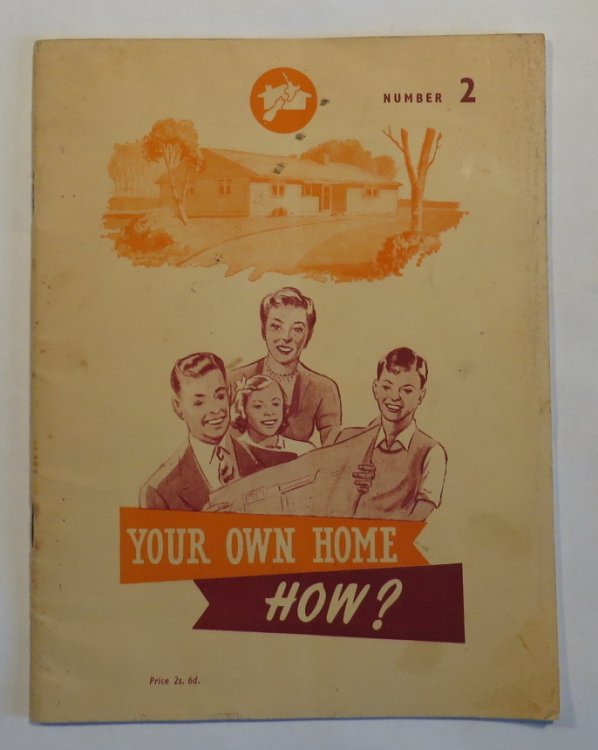 NUMBER 2
YOUR OWN HOME
HOW?
Price 2s. 6d.